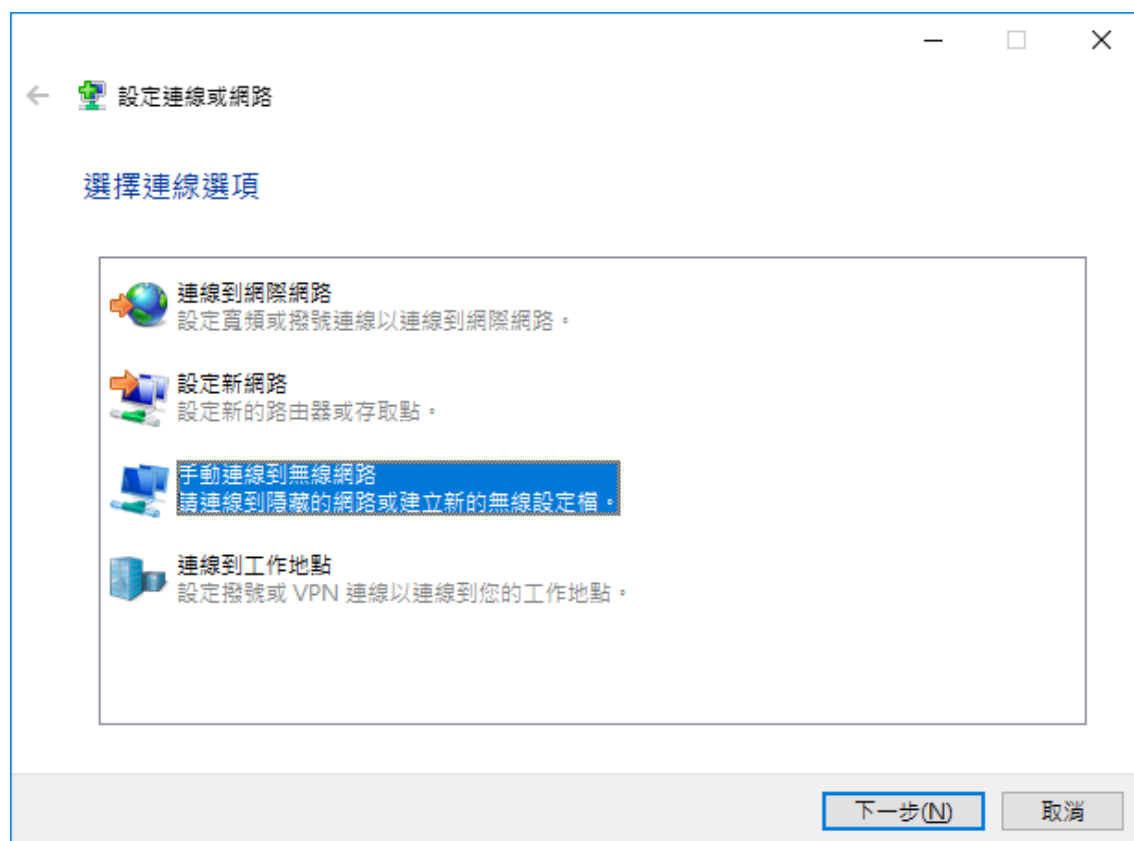 設定連線或網路
選擇連線選項
連線到網際網路
設定寬頻或撥號連線以連線到網際網路。
設定新網路
設定新的路由器或存取點。
手動連線到無線網路
請連線到隱藏的網路或建立新的無線設定檔。
連線到工作地點
設定撥號或 VPN 連線以連線到您的工作地點。
下一步(N) 取消